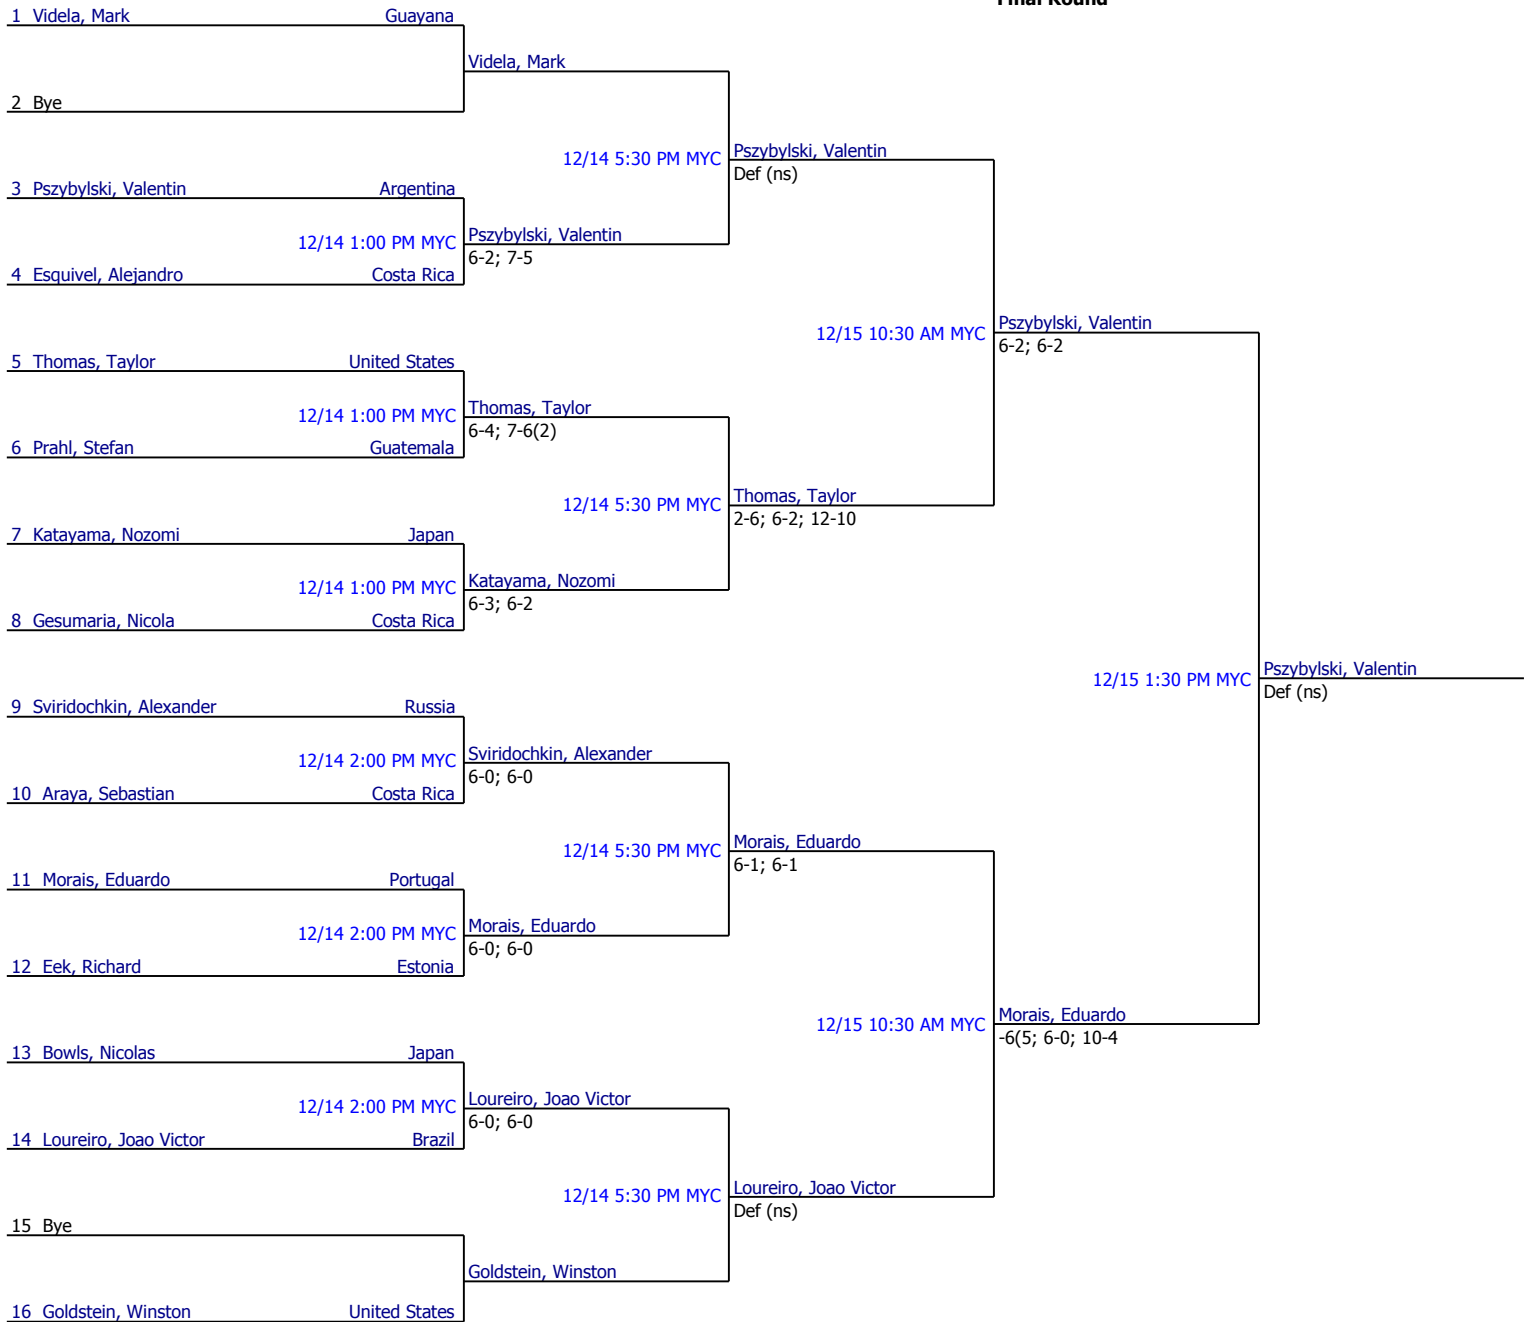 Final Round
1 Videla, Mark Guayana
Videla, Mark
2 Bye
12/14 5:30 PM MYC Pszybylski, Valentin
Def (ns)
3 Pszybylski, Valentin Argentina
12/14 1:00 PM MYC Pszybylski, Valentin
6-2; 7-5
4 Esquivel, Alejandro Costa Rica
12/15 10:30 AM MYC Pszybylski, Valentin
6-2; 6-2
5 Thomas, Taylor United States
12/14 1:00 PM MYC Thomas, Taylor
6-4; 7-6(2)
6 Prahl, Stefan Guatemala
12/14 5:30 PM MYC Thomas, Taylor
2-6; 6-2; 12-10
7 Katayama, Nozomi Japan
12/14 1:00 PM MYC Katayama, Nozomi
6-3; 6-2
8 Gesumaria, Nicola Costa Rica
12/15 1:30 PM MYC Pszybylski, Valentin
Def (ns)
9 Sviridochkin, Alexander Russia
12/14 2:00 PM MYC Sviridochkin, Alexander
6-0; 6-0
10 Araya, Sebastian Costa Rica
12/14 5:30 PM MYC Morais, Eduardo
6-1; 6-1
11 Morais, Eduardo Portugal
12/14 2:00 PM MYC Morais, Eduardo
6-0; 6-0
12 Eek, Richard Estonia
12/15 10:30 AM MYC Morais, Eduardo
-6(5; 6-0; 10-4
13 Bowls, Nicolas Japan
12/14 2:00 PM MYC Loureiro, Joao Victor
6-0; 6-0
14 Loureiro, Joao Victor Brazil
12/14 5:30 PM MYC Loureiro, Joao Victor
Def (ns)
15 Bye
Goldstein, Winston
16 Goldstein, Winston United States